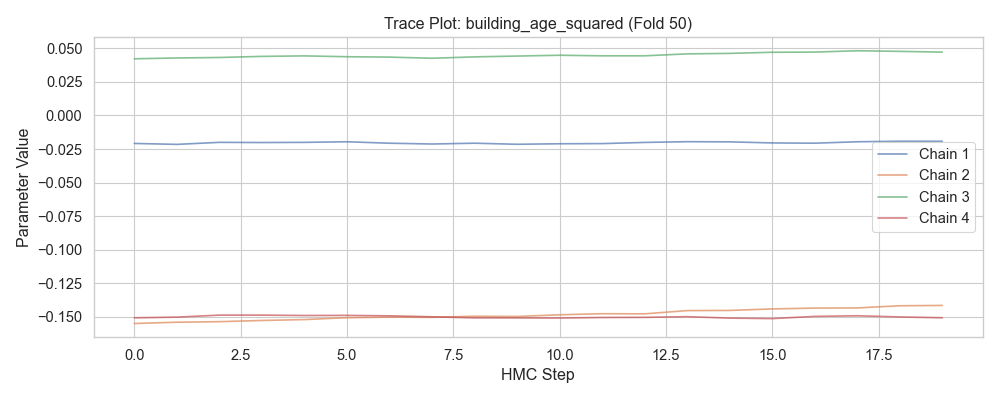 Trace Plot: building_age_squared (Fold 50)
Parameter Value
0.050
0.025
0.000
−0.025
−0.050
−0.075
−0.100
−0.125
−0.150
Chain 1
Chain 2
Chain 3
Chain 4
0.0 2.5 5.0 7.5 10.0 12.5 15.0 17.5
HMC Step